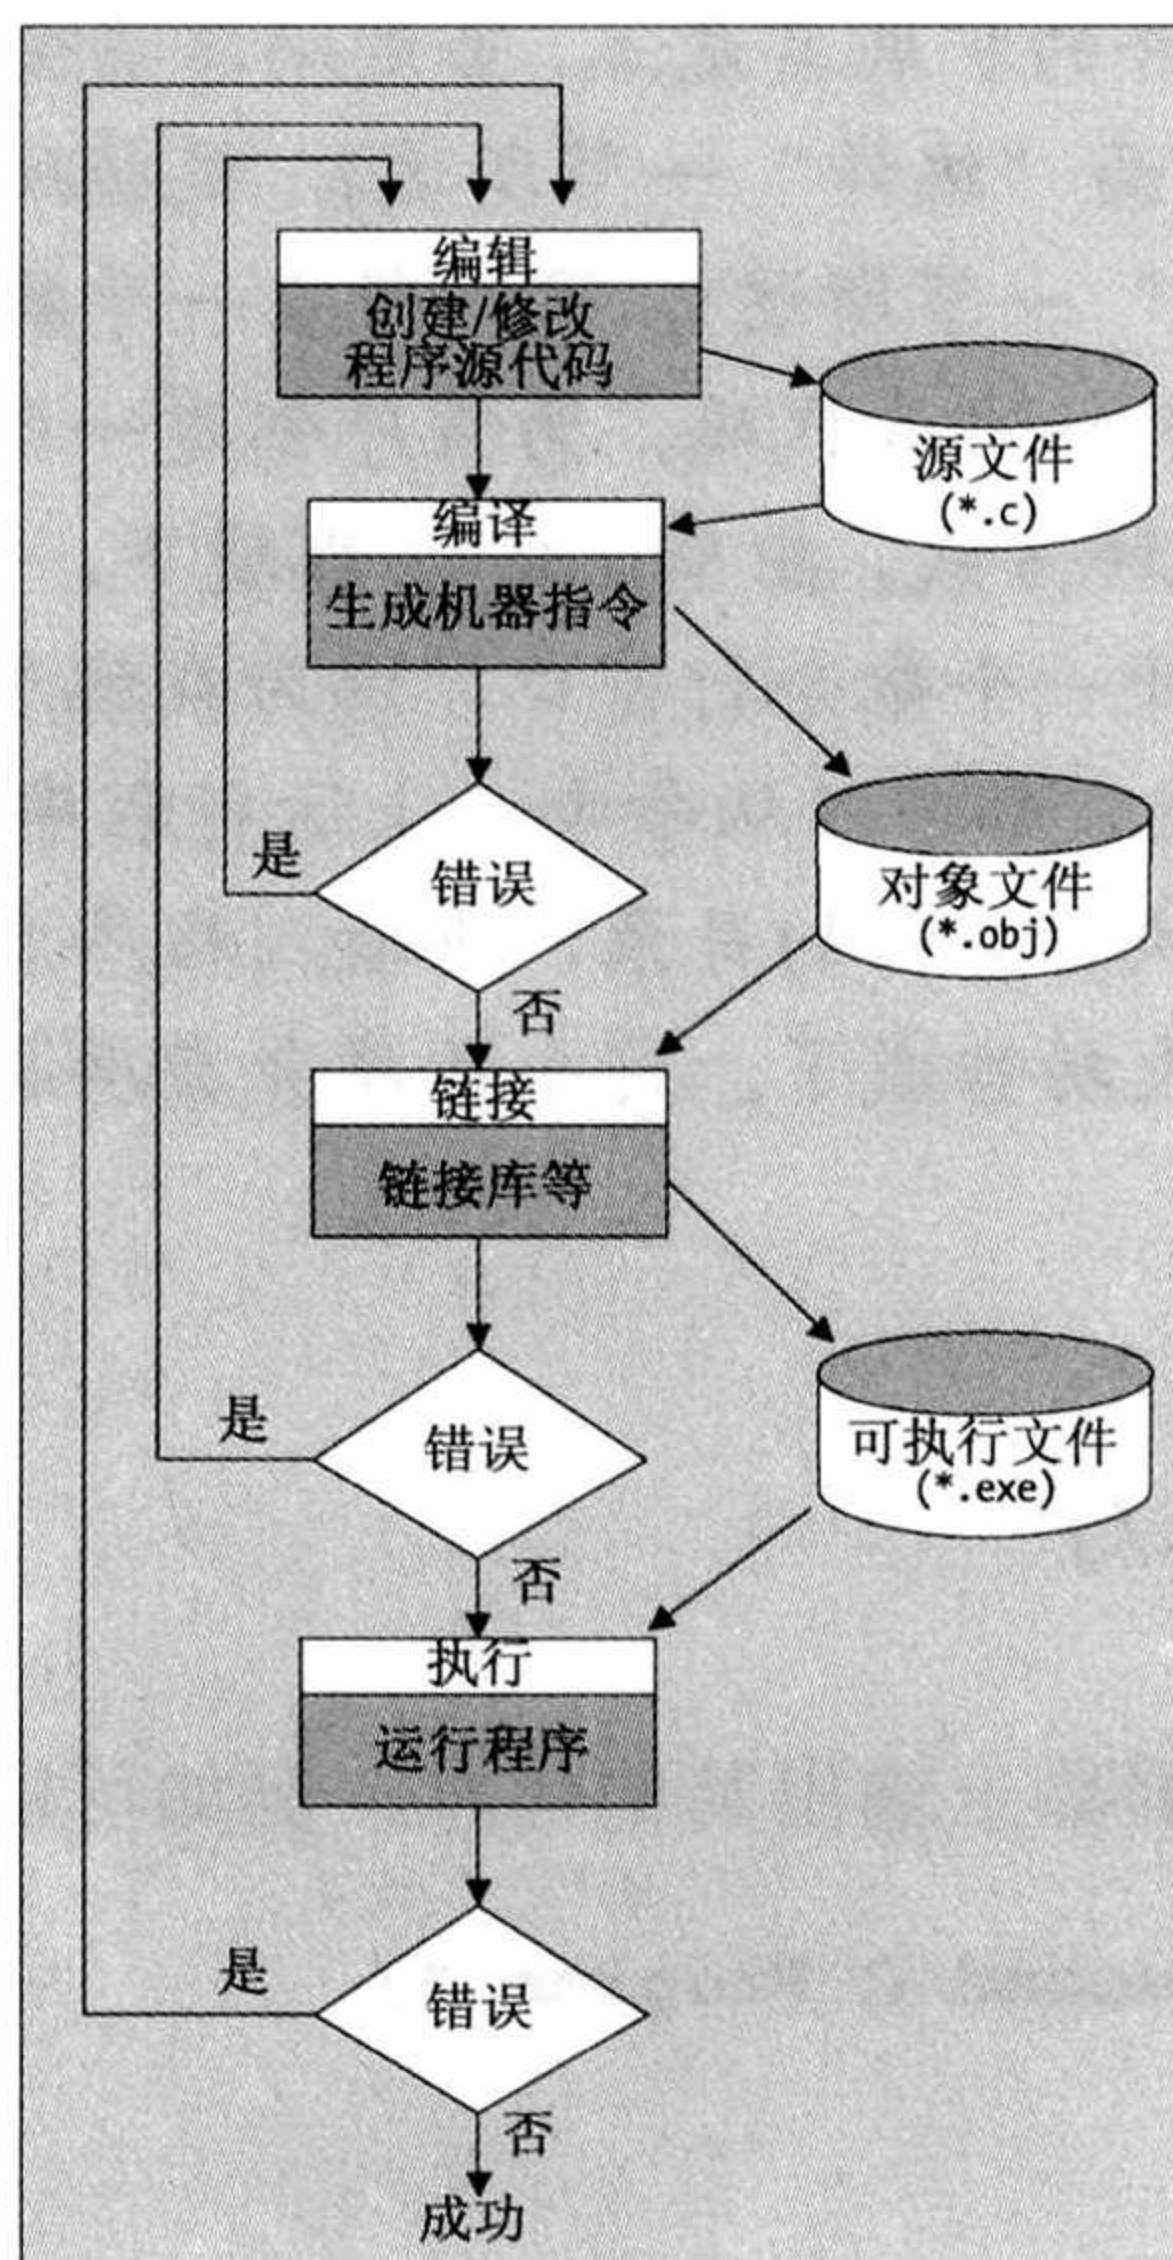 编辑
创建/修改
程序源代码
源文件
(*.c)
编译
生成机器指令
是
错误
对象文件
(*.obj)
否
链接
链接库等
是
错误
可执行文件
(*.exe)
否
执行
运行程序
是
错误
否
成功